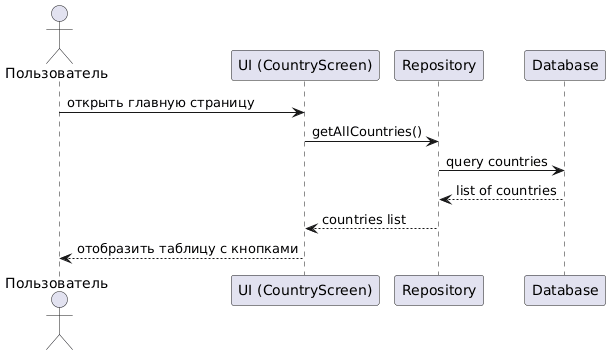 Пользователь
UI (CountryScreen)
Repository
Database
открыть главную страницу
getAllCountries()
query countries
list of countries
countries list
отобразить таблицу с кнопками
Пользователь
UI (CountryScreen)
Repository
Database